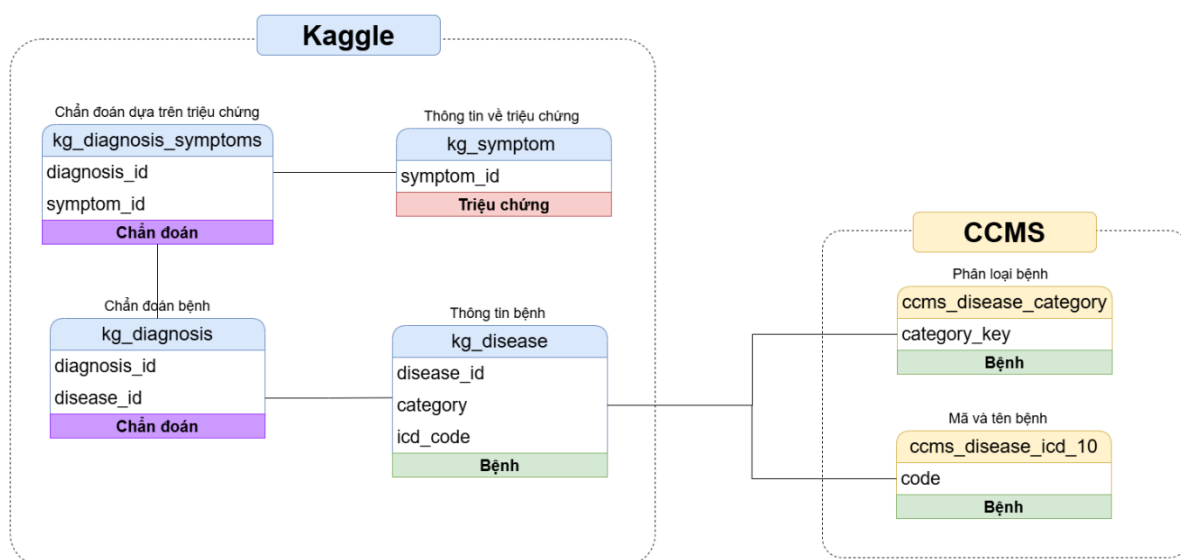 Kaggle
Chẩn đoán dựa trên triệu chứng
kg_diagnosis_symptoms
diagnosis_id
symptom_id
Chẩn đoán
Thông tin về triệu chứng
kg_symptom
symptom_id
Triệu chứng
Chẩn đoán bệnh
kg_diagnosis
diagnosis_id
disease_id
Chẩn đoán
Thông tin bệnh
kg_disease
disease_id
category
icd_code
Bệnh
CCMS
Phân loại bệnh
ccms_disease_category
category_key
Bệnh
Mã và tên bệnh
ccms_disease_icd_10
code
Bệnh